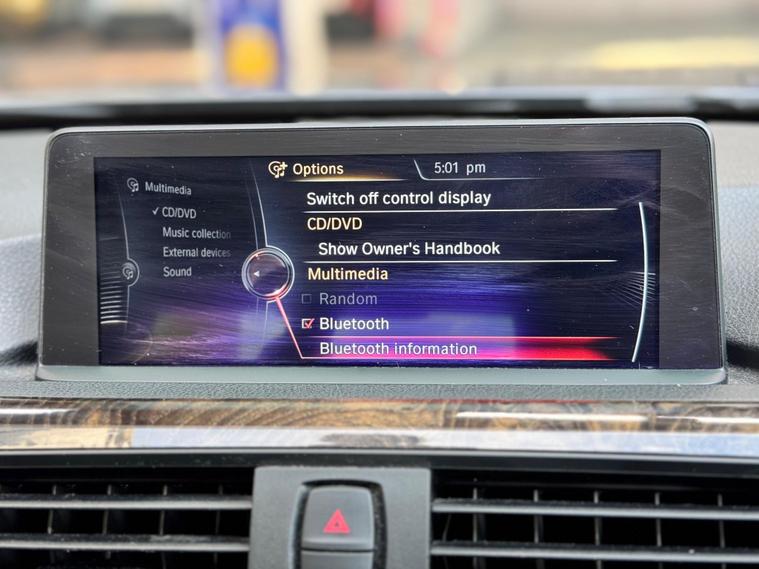 Options
5:01 pm
Multimedia
✓ CD/DVD
Music collection
External devices
Sound
Switch off control display
CD/DVD
Show Owner's Handbook
Multimedia
Random
Bluetooth
Bluetooth information